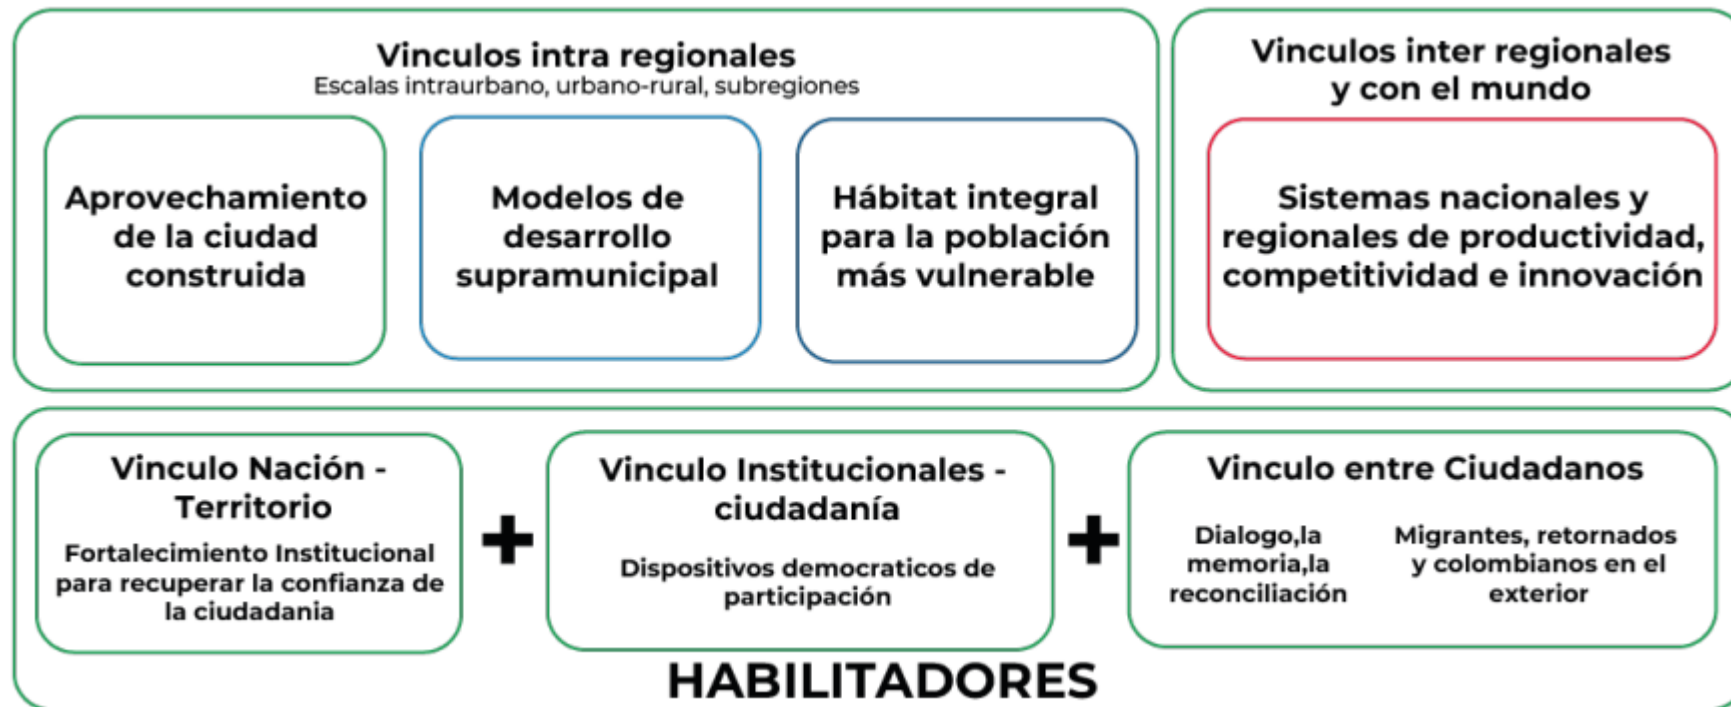 Vinculos intra regionales
Escalas intraurbano, urbano-rural, subregiones
Aprovechamiento
de la ciudad
construida
Modelos de
desarrollo
supramunicipal
Hábitat integral
para la población
más vulnerable
Vinculos inter regionales
y con el mundo
Sistemas nacionales y
regionales de productividad,
competitividad e innovación
Vinculo Nación -
Territorio
Fortalecimiento Institucional
para recuperar la confianza de
la ciudadania
+
Vinculo Institucionales -
ciudadanía
Dispositivos democraticos de
participación
+
Vinculo entre Ciudadanos
Dialogo,la
memoria,la
reconciliación
Migrantes, retornados
y colombianos en el
exterior
HABILITADORES